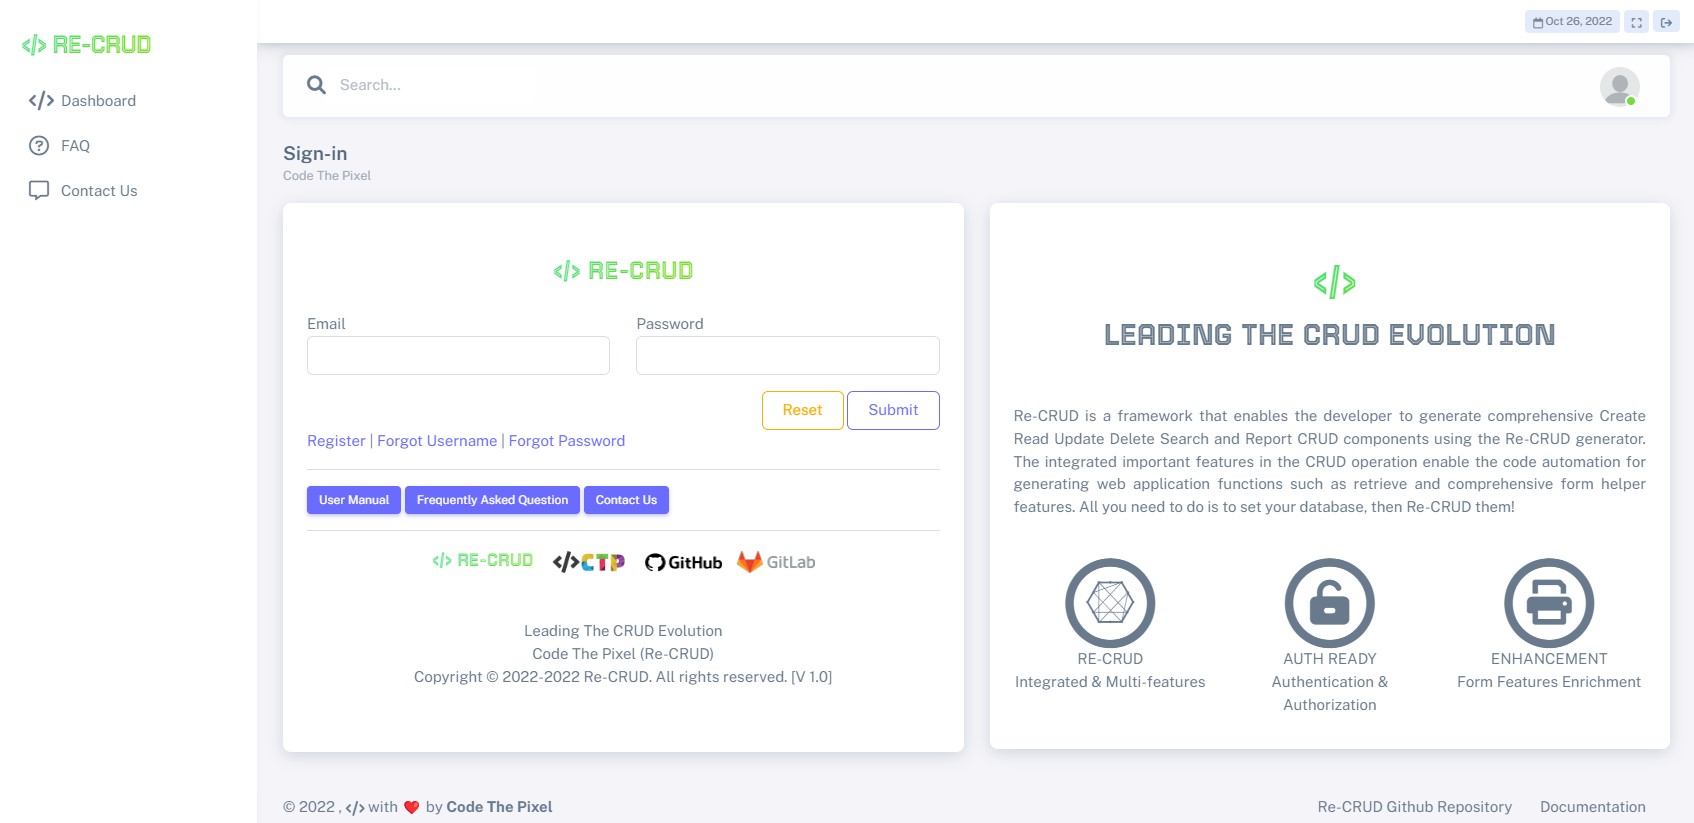 RE-CRUD
Dashboard
FAQ
Contact Us
Oct 26, 2022
Search...
Sign-in
Code The Pixel
</> RE-CRUD
Email
Password
Reset
Submit
Register | Forgot Username | Forgot Password
User Manual
Frequently Asked Question
Contact Us
</> RE-CRUD
</>CTP
GitHub
GitLab
Leading The CRUD Evolution
Code The Pixel (Re-CRUD)
Copyright © 2022-2022 Re-CRUD. All rights reserved. [V 1.0]
</>
LEADING THE CRUD EVOLUTION
Re-CRUD is a framework that enables the developer to generate comprehensive Create
Read Update Delete Search and Report CRUD components using the Re-CRUD generator.
The integrated important features in the CRUD operation enable the code automation for
generating web application functions such as retrieve and comprehensive form helper
features. All you need to do is to set your database, then Re-CRUD them!
RE-CRUD
Integrated & Multi-features
AUTH READY
Authentication &
Authorization
ENHANCEMENT
Form Features Enrichment
© 2022 , </> with ❤️ by Code The Pixel
Re-CRUD Github Repository
Documentation